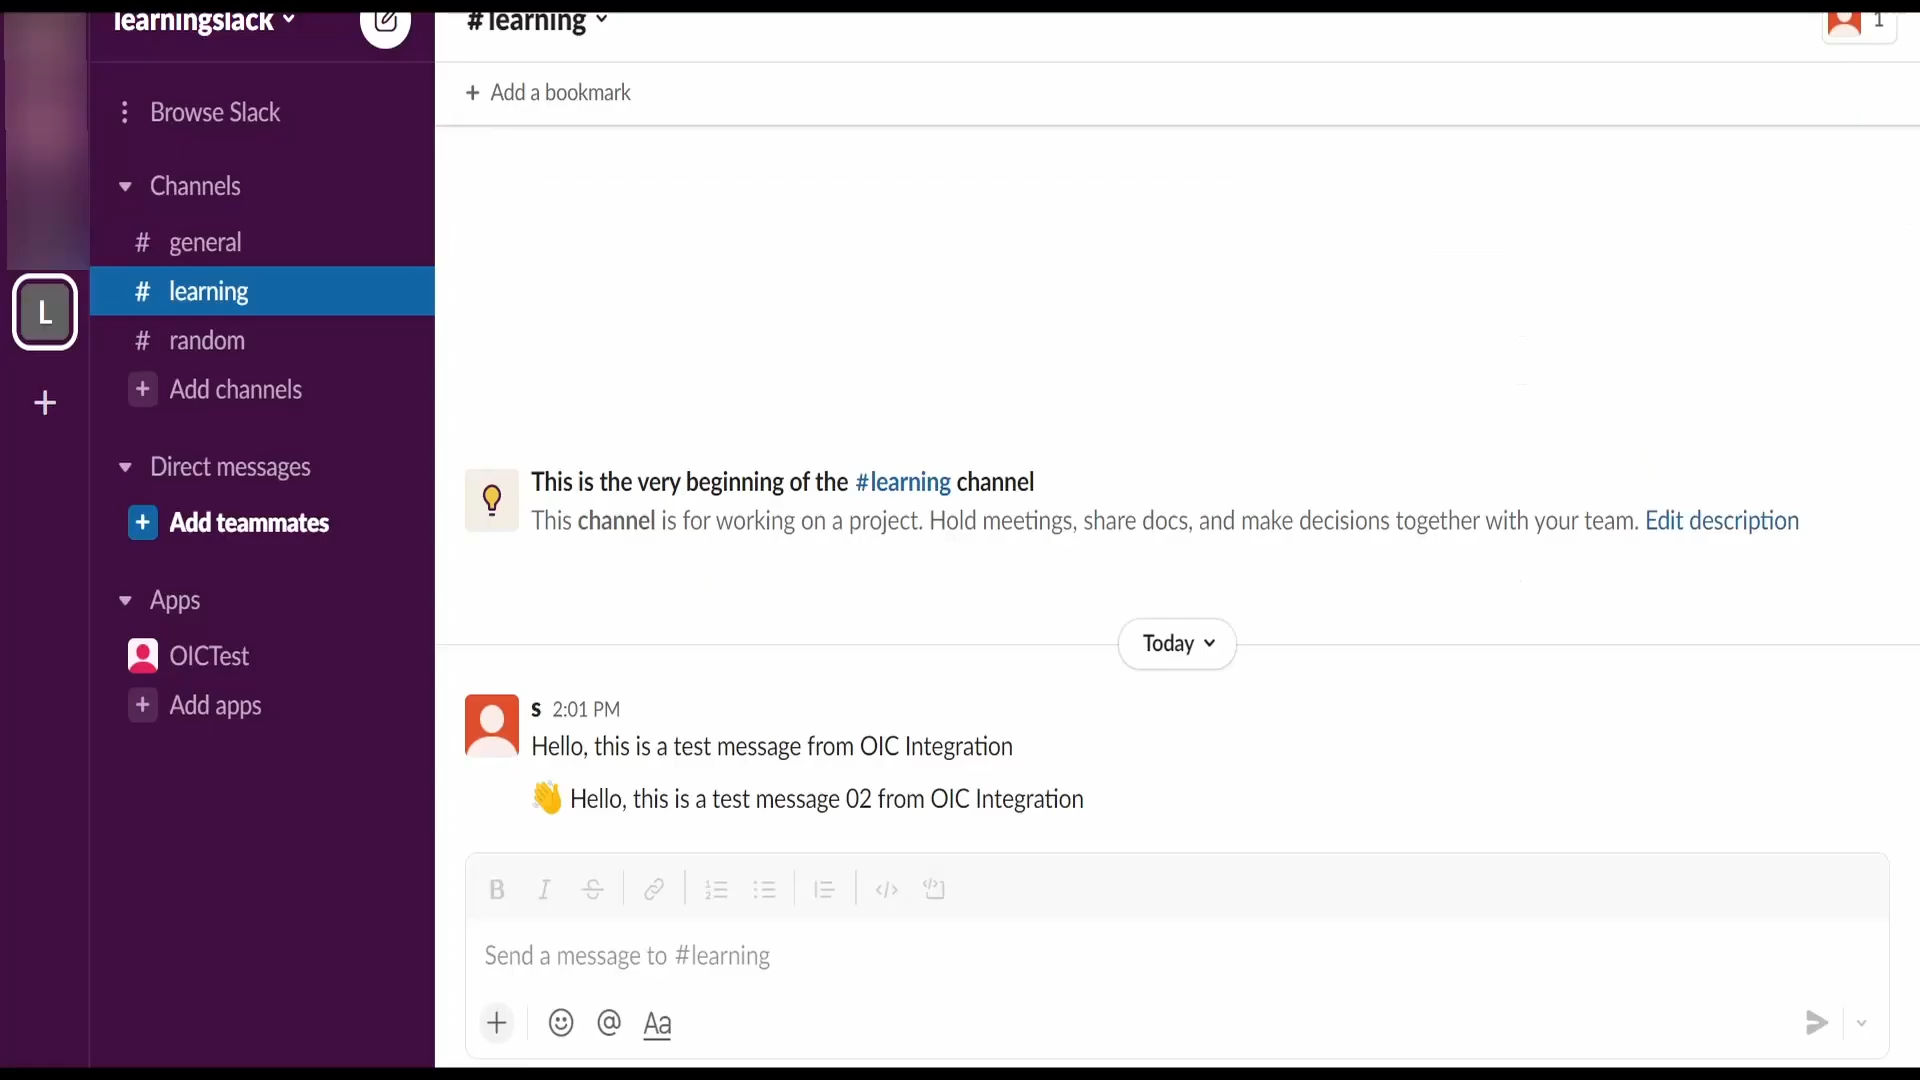 learningslack
Browse Slack
Channels
# general
# learning
# random
+ Add channels
Direct messages
+ Add teammates
Apps
OICTest
+ Add apps
L
+
# learning
1
+ Add a bookmark
This is the very beginning of the #learning channel
This channel is for working on a project. Hold meetings, share docs, and make decisions together with your team. Edit description
Today
S 2:01 PM
Hello, this is a test message from OIC Integration
👋 Hello, this is a test message 02 from OIC Integration
B I S
Send a message to #learning
+ @ Aa